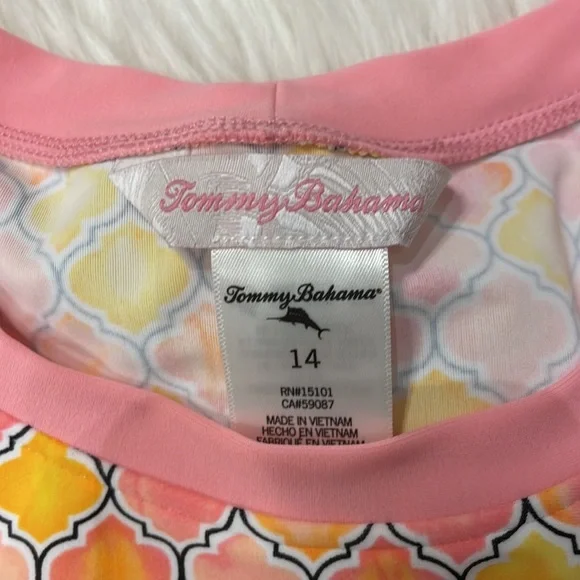 Tommy Bahama
Tommy Bahama®
14
RN#15101
CA#59087
MADE IN VIETNAM
HECHO EN VIETNAM
FABRIQUÉ EN VIETNAM